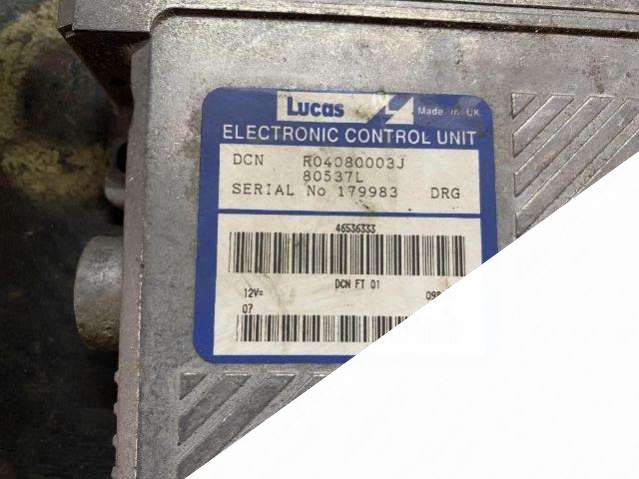 Lucas Made in UK
ELECTRONIC CONTROL UNIT
DCN R04080003J
80537L
SERIAL No 179983 DRG
46536333
DCN FT 01
12V=
07